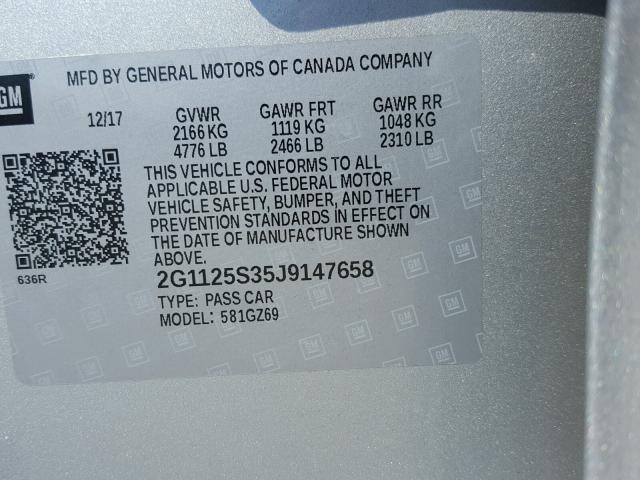 GM
MFD BY GENERAL MOTORS OF CANADA COMPANY
12/17 GVWR GAWR FRT GAWR RR
2166 KG 1119 KG 1048 KG
4776 LB 2466 LB 2310 LB
THIS VEHICLE CONFORMS TO ALL
APPLICABLE U.S. FEDERAL MOTOR
VEHICLE SAFETY, BUMPER, AND THEFT
PREVENTION STANDARDS IN EFFECT ON
THE DATE OF MANUFACTURE SHOWN
ABOVE.
636R
2G1125S35J9147658
TYPE: PASS CAR
MODEL: 581GZ69